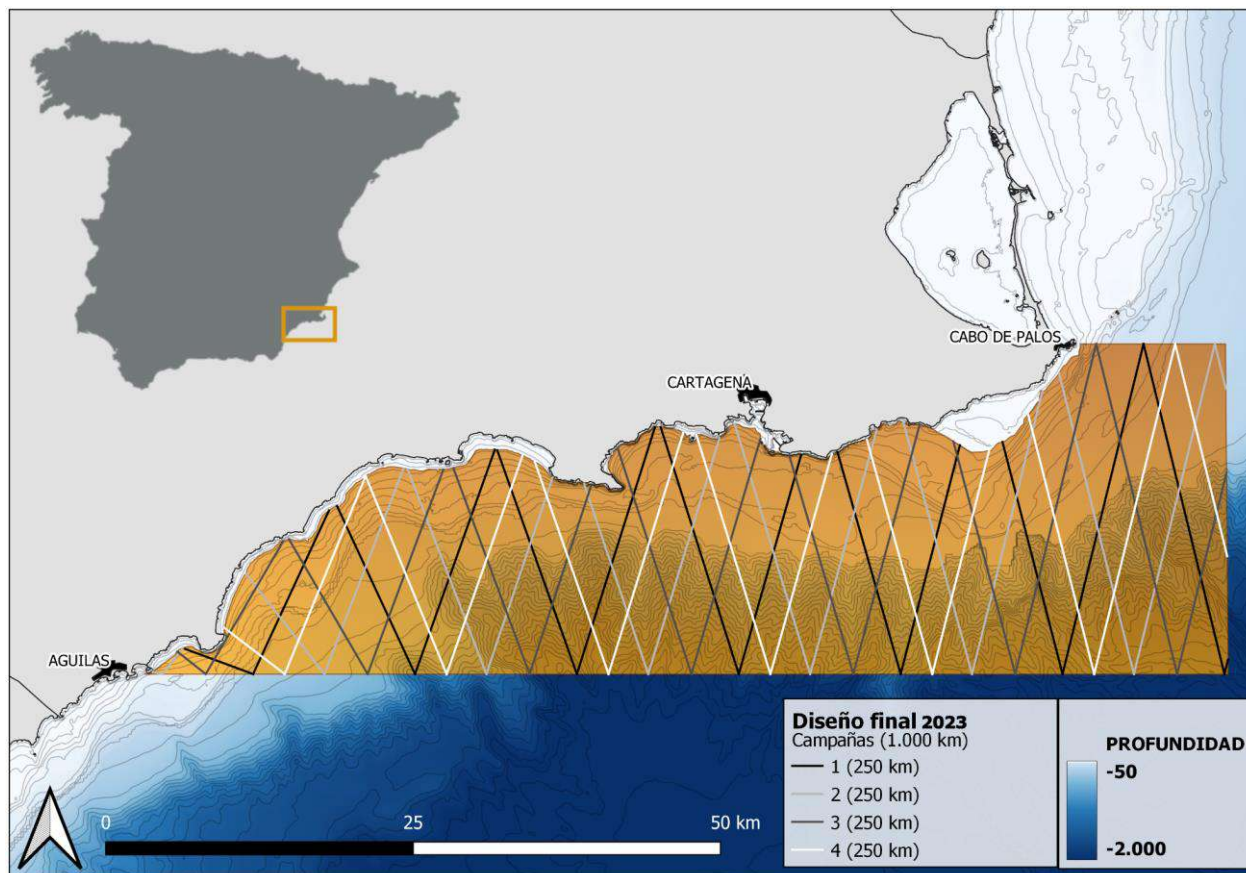 CABO DE PALOS
CARTAGENA
AGUILAS
Diseño final 2023
Campañas (1.000 km)
1 (250 km)
2 (250 km)
3 (250 km)
4 (250 km)
PROFUNDIDAD
-50
-2.000
0
25
50 km